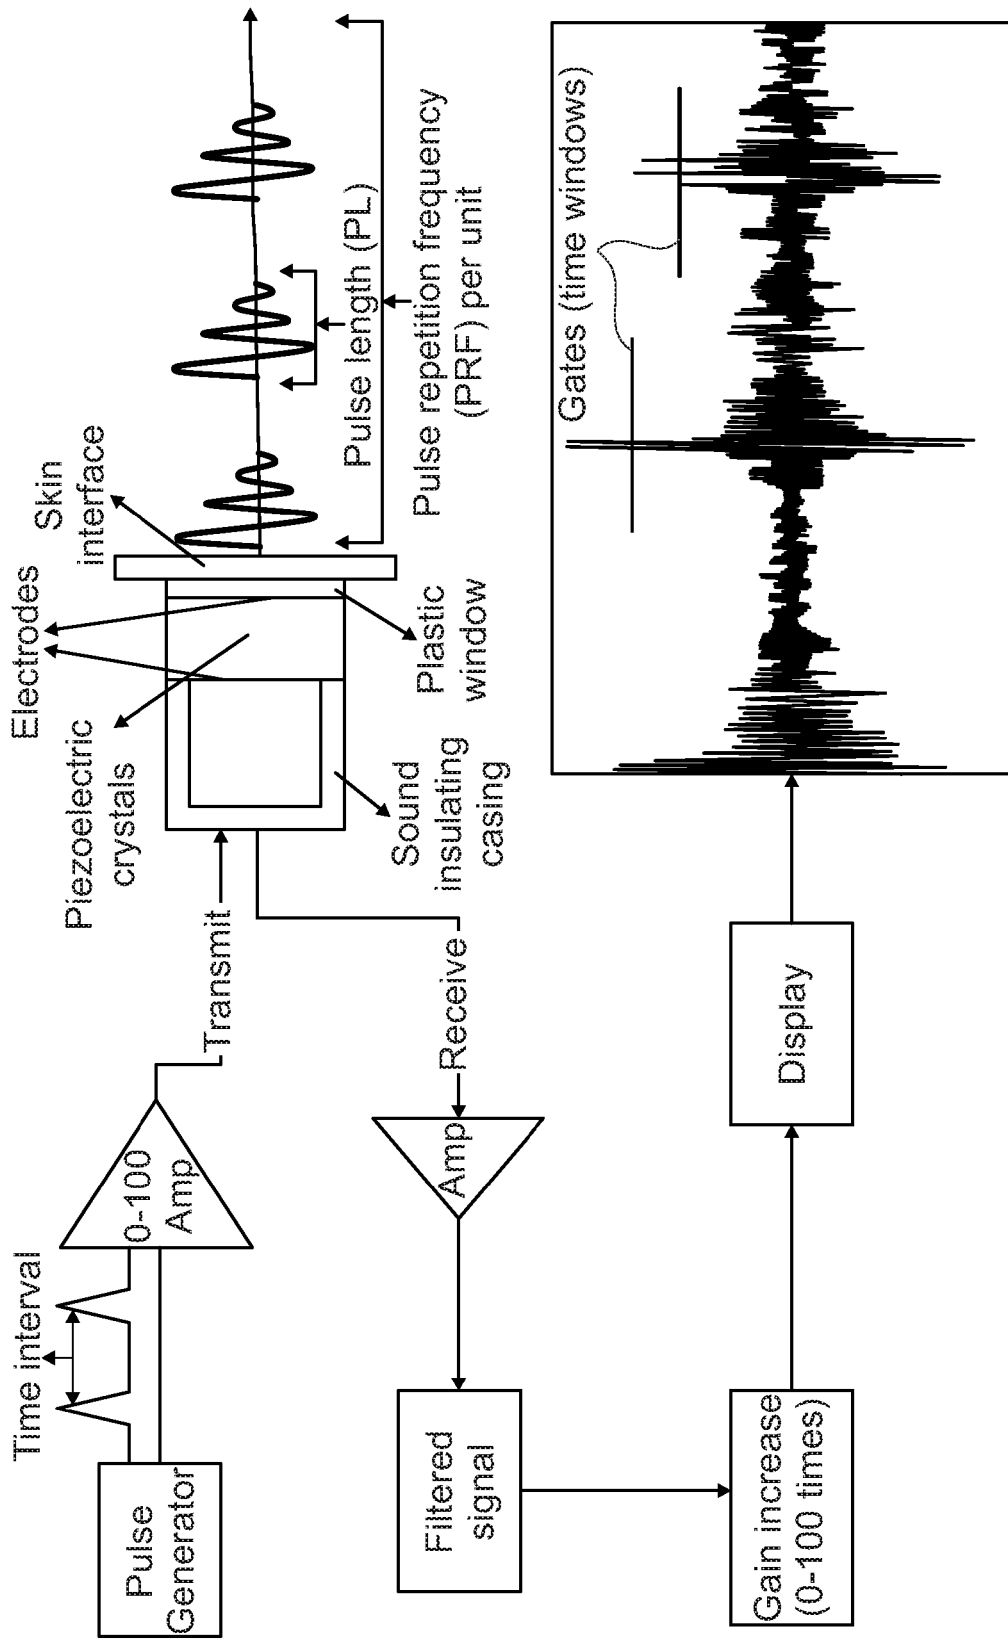 Time interval
Pulse
Generator
0-100
Amp
Transmit
Piezoelectric
crystals
Electrodes
Skin
interface
Plastic
window
Sound
insulating
casing
Pulse length (PL)
Pulse repetition frequency
(PRF) per unit
Receive
Amp
Filtered
signal
Gain increase
(0-100 times)
Display
Gates (time windows)